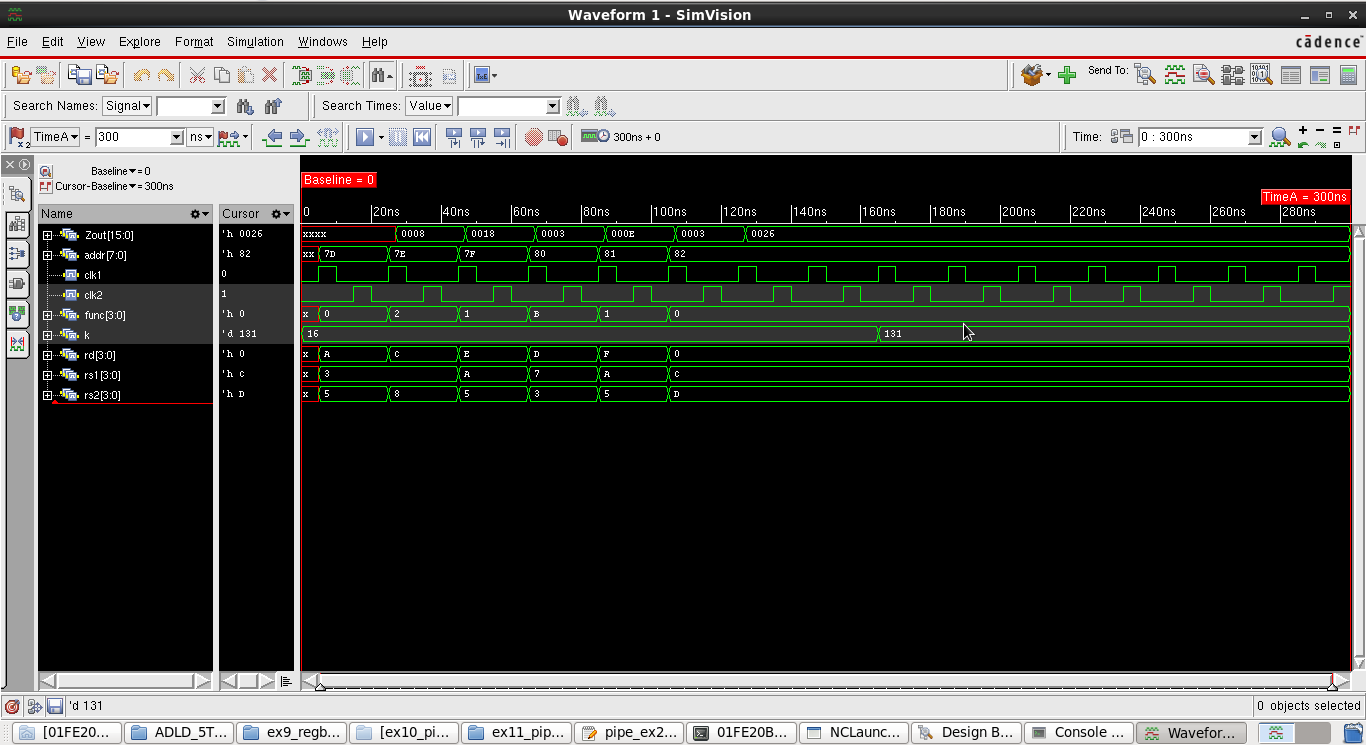 Waveform 1 - SimVision
File Edit View Explore Format Simulation Windows Help
cādence
Send To:
Search Names: Signal Search Times: Value
TimeA = 300 ns 300ns + 0 Time: 0 : 300ns
Baseline = 0
Cursor-Baseline = 300ns
Baseline = 0
TimeA = 300ns
Name Cursor 0 20ns 40ns 60ns 80ns 100ns 120ns 140ns 160ns 180ns 200ns 220ns 240ns 260ns 280ns
Zout[15:0] 'h 0026 xxxx 0008 0018 0003 000E 0003 0026
addr[7:0] 'h 82 xx 7D 7E 7F 80 81 82
clk1 0
clk2 1
func[3:0] 'h 0 x 0 2 1 B 1 0
k 'd 131 16 131
rd[3:0] 'h 0 x A C E D F 0
rs1[3:0] 'h C x 3 A 7 A C
rs2[3:0] 'h D x 5 8 5 3 5 D
'd 131 0 objects selected
[01FE20... ADLD_5T... ex9_regb... [ex10_pi... ex11_pip... pipe_ex2... 01FE20B... NCLaunc... Design B... Console ... Wavefor...